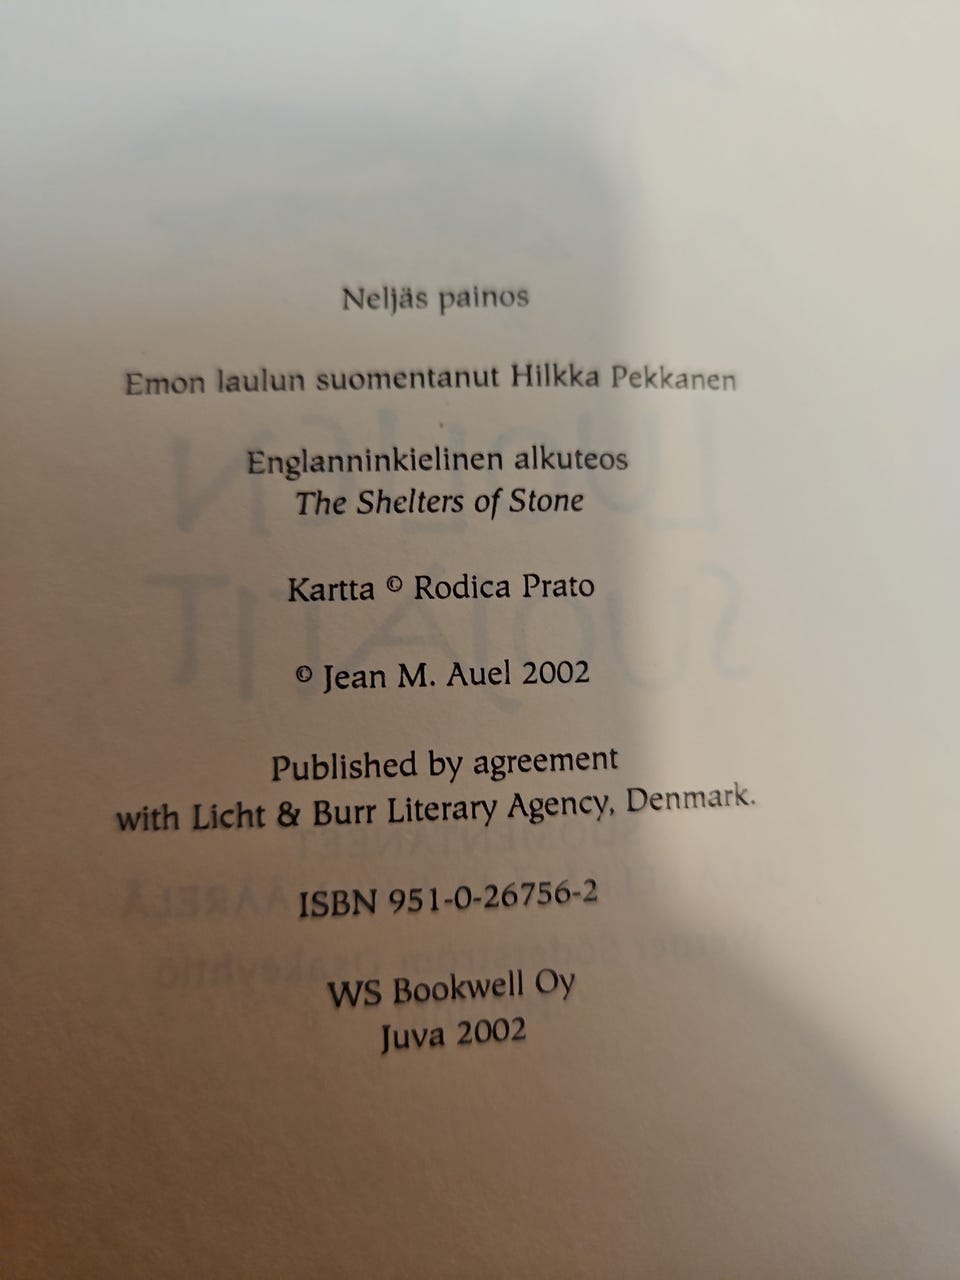 Neljäs painos
Emon laulun suomentanut Hilkka Pekkanen
Englanninkielinen alkuteos
The Shelters of Stone
Kartta © Rodica Prato
© Jean M. Auel 2002
Published by agreement
with Licht & Burr Literary Agency, Denmark.
ISBN 951-0-26756-2
WS Bookwell Oy
Juva 2002